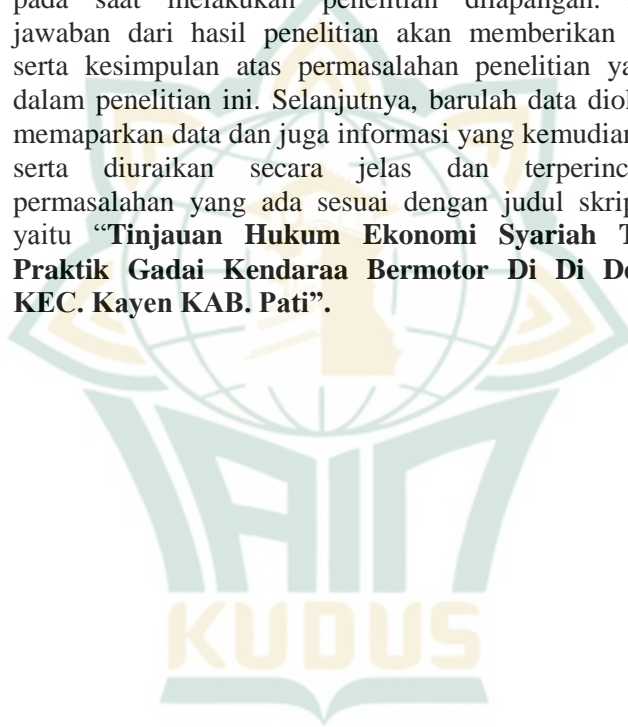 pada saat melakukan penelitian dilapangan.
jawaban dari hasil penelitian akan memberikan
serta kesimpulan atas permasalahan penelitian
dalam penelitian ini. Selanjutnya, barulah data
memaparkan data dan juga informasi yang kemudian
serta diuraikan secara jelas dan
permasalahan yang ada sesuai dengan judul
yaitu “Tinjauan Hukum Ekonomi Syariah
Praktik Gadai Kendaraa Bermotor Di Di
KEC. Kayen KAB. Pati”.
IAIN
KUDUS